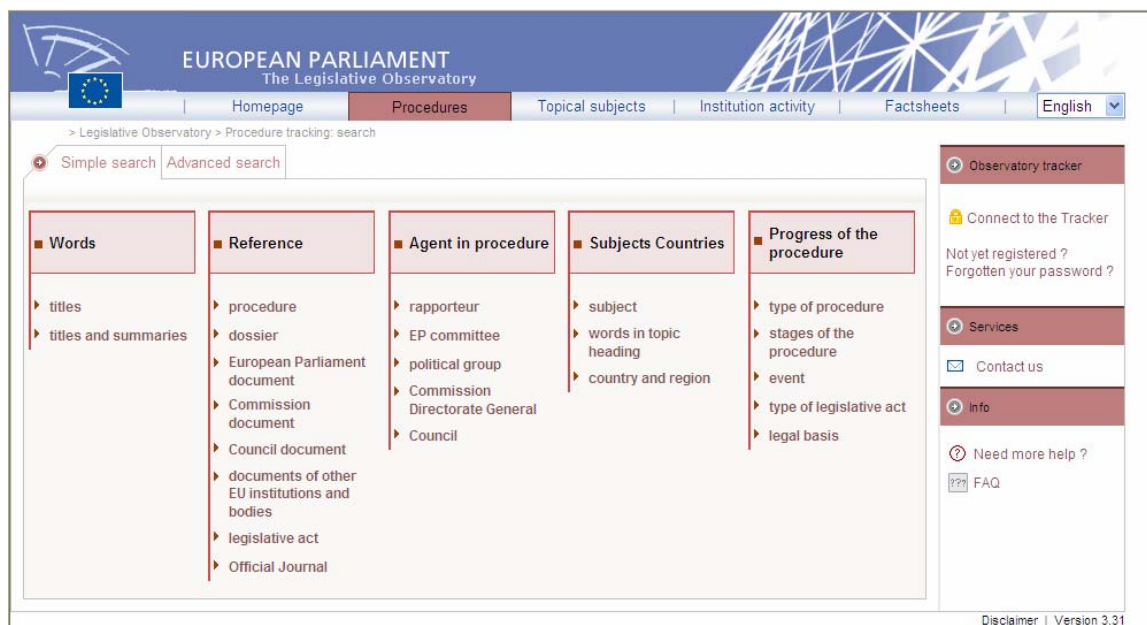 EUROPEAN PARLIAMENT
The Legislative Observatory
| Homepage Procedures Topical subjects | Institution activity | Factsheets | English
> Legislative Observatory > Procedure tracking: search
Simple search Advanced search
Words
titles
titles and summaries
Reference
procedure
dossier
European Parliament
document
Commission
document
Council document
documents of other
EU institutions and
bodies
legislative act
Official Journal
Agent in procedure
rapporteur
EP committee
political group
Commission
Directorate General
Council
Subjects Countries
subject
words in topic
heading
country and region
Progress of the
procedure
type of procedure
stages of the
procedure
event
type of legislative act
legal basis
Observatory tracker
Connect to the Tracker
Not yet registered ?
Forgotten your password ?
Services
Contact us
Info
? Need more help ?
??? FAQ
Disclaimer | Version 3.31